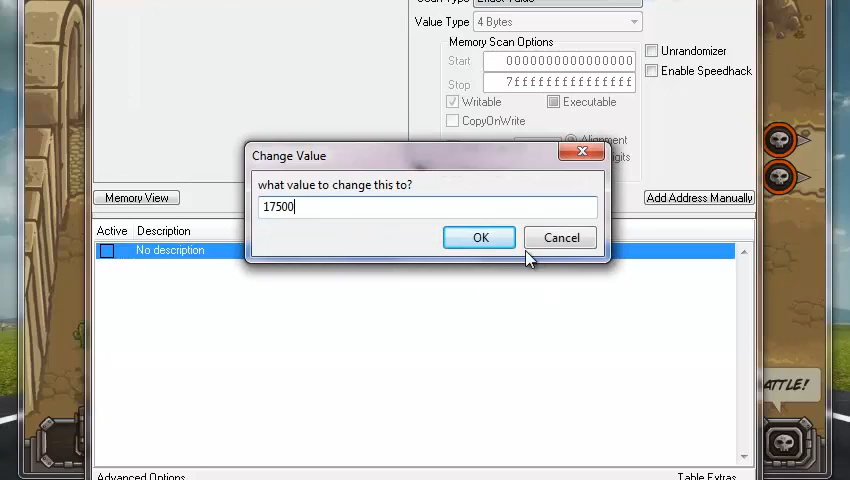 Value Type 4 Bytes
Memory Scan Options
Start 0000000000000000
Stop 7fffffffffffffff
Unrandomizer
Enable Speedhack
Writable Executable
CopyOnWrite
Alignment
Change Value
what value to change this to?
17500
OK Cancel
Memory View
Add Address Manually
Active Description
No description
ATTLE!
Advanced Options Table Extras